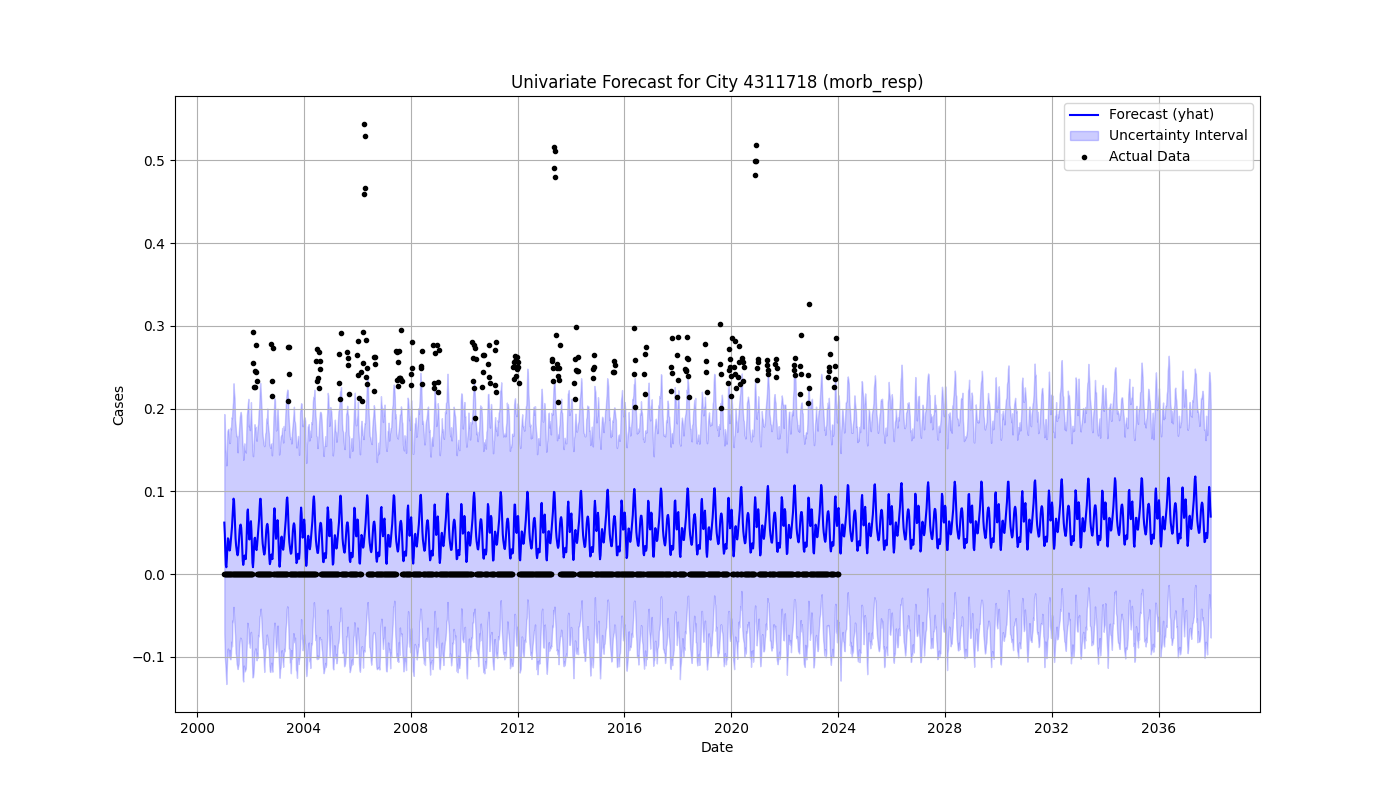 Univariate Forecast for City 4311718 (morb_resp)
Forecast (yhat)
Uncertainty Interval
Actual Data
Cases
0.5
0.4
0.3
0.2
0.1
0.0
−0.1
2000 2004 2008 2012 2016 2020 2024 2028 2032 2036
Date